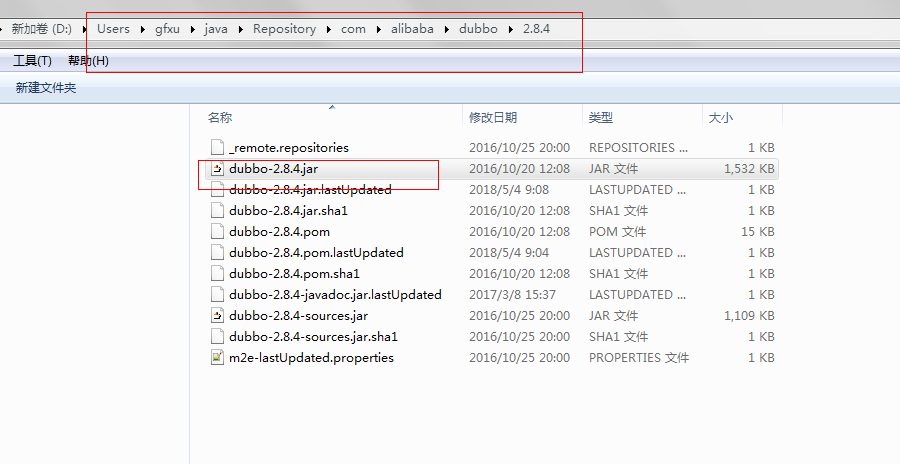 新加卷 (D:) Users gfxu java Repository com alibaba dubbo 2.8.4
工具(T) 帮助(H)
新建文件夹
名称 修改日期 类型 大小
_remote.repositories 2016/10/25 20:00 REPOSITORIES ... 1 KB
dubbo-2.8.4.jar 2016/10/20 12:08 JAR 文件 1,532 KB
dubbo-2.8.4.jar.lastUpdated 2018/5/4 9:08 LASTUPDATED ... 1 KB
dubbo-2.8.4.jar.sha1 2016/10/20 12:08 SHA1 文件 1 KB
dubbo-2.8.4.pom 2016/10/20 12:08 POM 文件 15 KB
dubbo-2.8.4.pom.lastUpdated 2018/5/4 9:04 LASTUPDATED ... 1 KB
dubbo-2.8.4.pom.sha1 2016/10/20 12:08 SHA1 文件 1 KB
dubbo-2.8.4-javadoc.jar.lastUpdated 2017/3/8 15:37 LASTUPDATED ... 1 KB
dubbo-2.8.4-sources.jar 2016/10/25 20:00 JAR 文件 1,109 KB
dubbo-2.8.4-sources.jar.sha1 2016/10/25 20:00 SHA1 文件 1 KB
m2e-lastUpdated.properties 2016/10/25 20:00 PROPERTIES 文件 1 KB